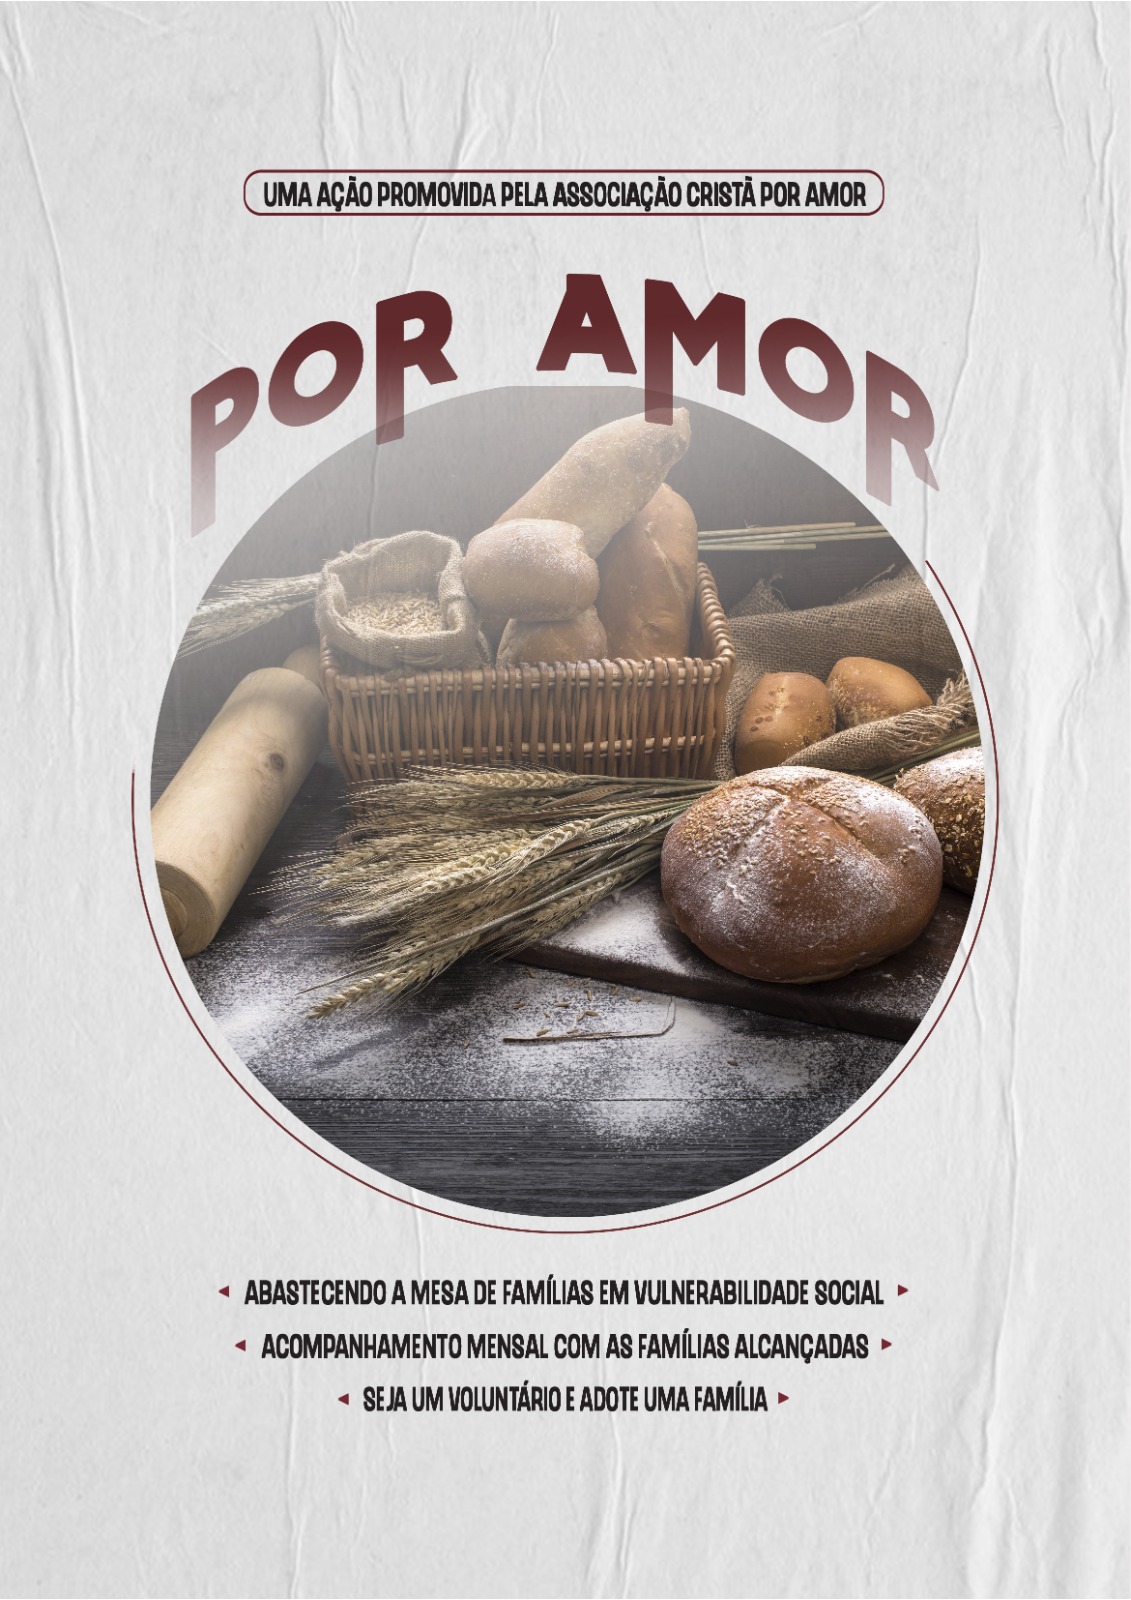 UMA AÇÃO PROMOVIDA PELA ASSOCIAÇÃO CRISTÃ POR AMOR
POR AMOR
ABASTECENDO A MESA DE FAMÍLIAS EM VULNERABILIDADE SOCIAL
ACOMPANHAMENTO MENSAL COM AS FAMÍLIAS ALCANÇADAS
SEJA UM VOLUNTÁRIO E ADOTE UMA FAMÍLIA